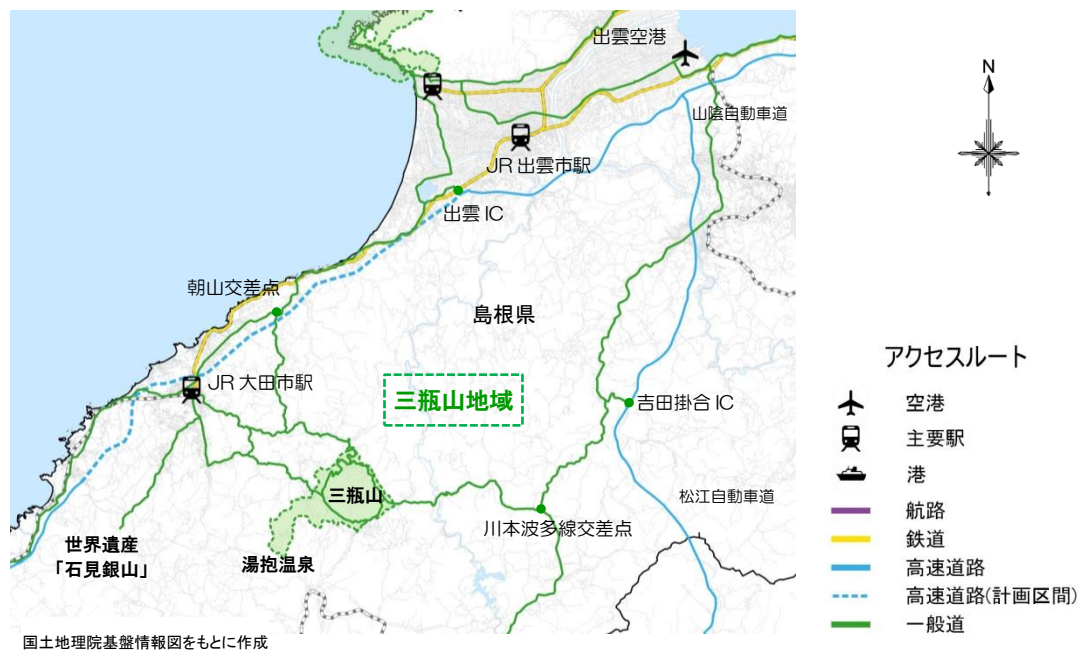 出雲空港
山陰自動車道
JR 出雲市駅
出雲 IC
朝山交差点
島根県
JR 大田市駅
三瓶山地域
吉田掛合 IC
三瓶山
松江自動車道
川本波多線交差点
世界遺産
「石見銀山」
湯抱温泉
国土地理院基盤情報図をもとに作成
N
アクセスルート
空港
主要駅
港
航路
鉄道
高速道路
高速道路(計画区間)
一般道